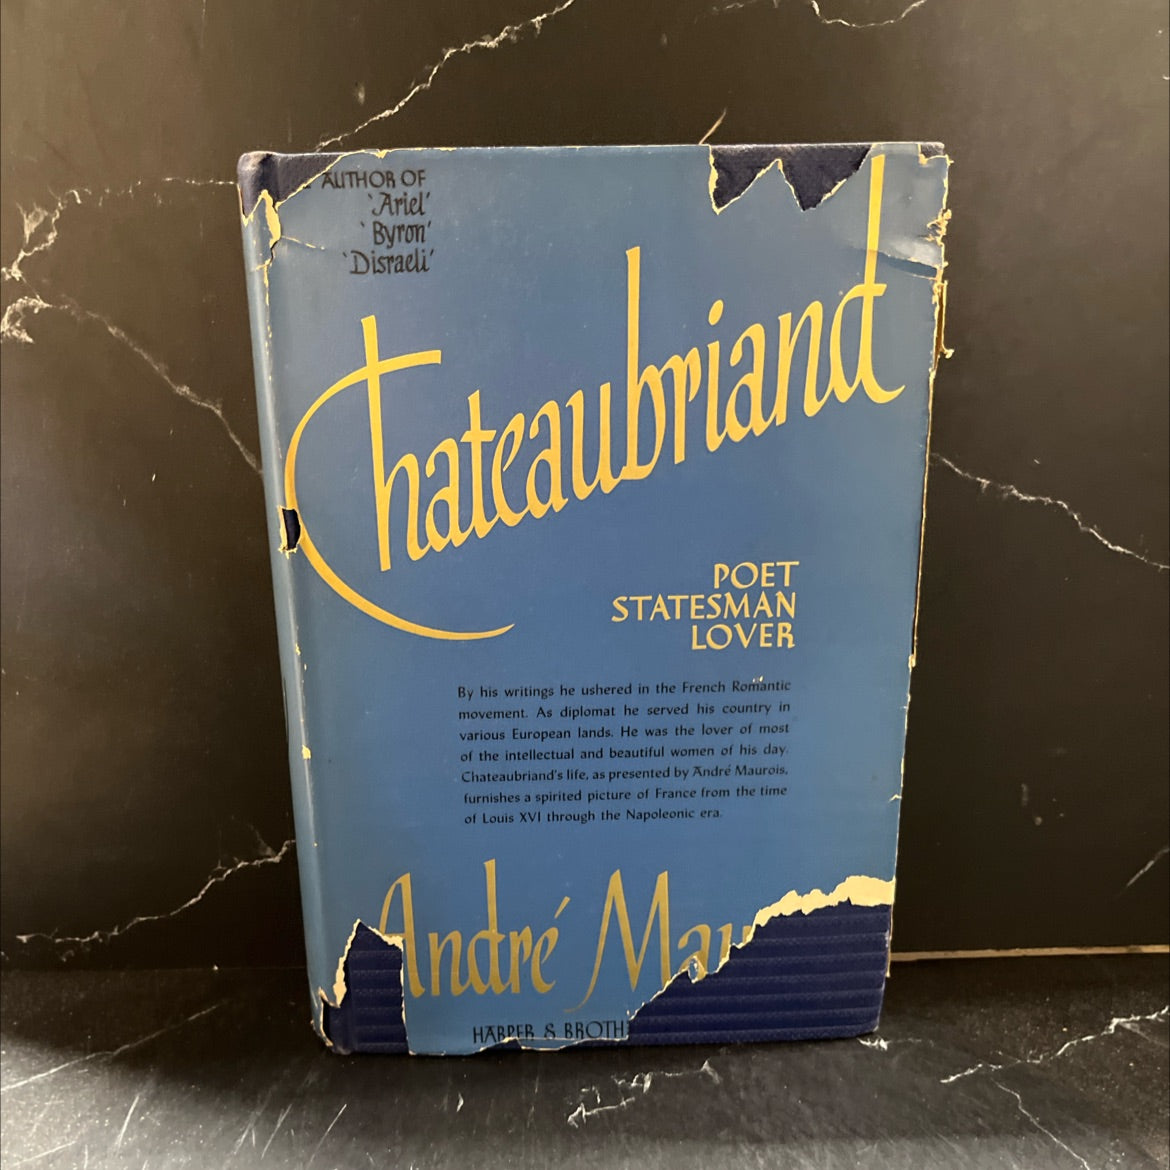 AUTHOR OF
'Ariel'
'Byron'
'Disraeli'
Chateaubriand
POET
STATESMAN
LOVER
By his writings he ushered in the French Romantic
movement. As diplomat he served his country in
various European lands. He was the lover of most
of the intellectual and beautiful women of his day.
Chateaubriand's life, as presented by André Maurois,
furnishes a spirited picture of France from the time
of Louis XVI through the Napoleonic era.
André Mau
HARPER & BROTH